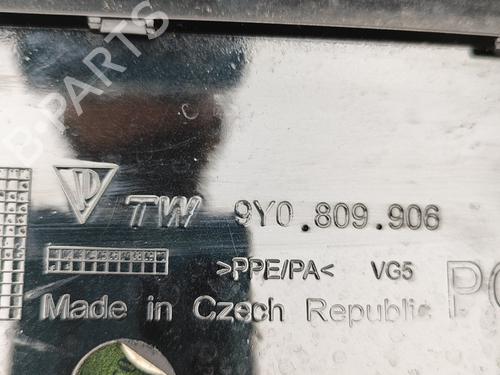 B-PARTS
TW 9Y0.809.906
>PPE/PA< VG5
Made in Czech Republic